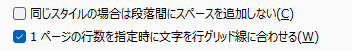 同じスタイルの場合は段落間にスペースを追加しない(C)
1 ページの行数を指定時に文字を行グリッド線に合わせる(W)